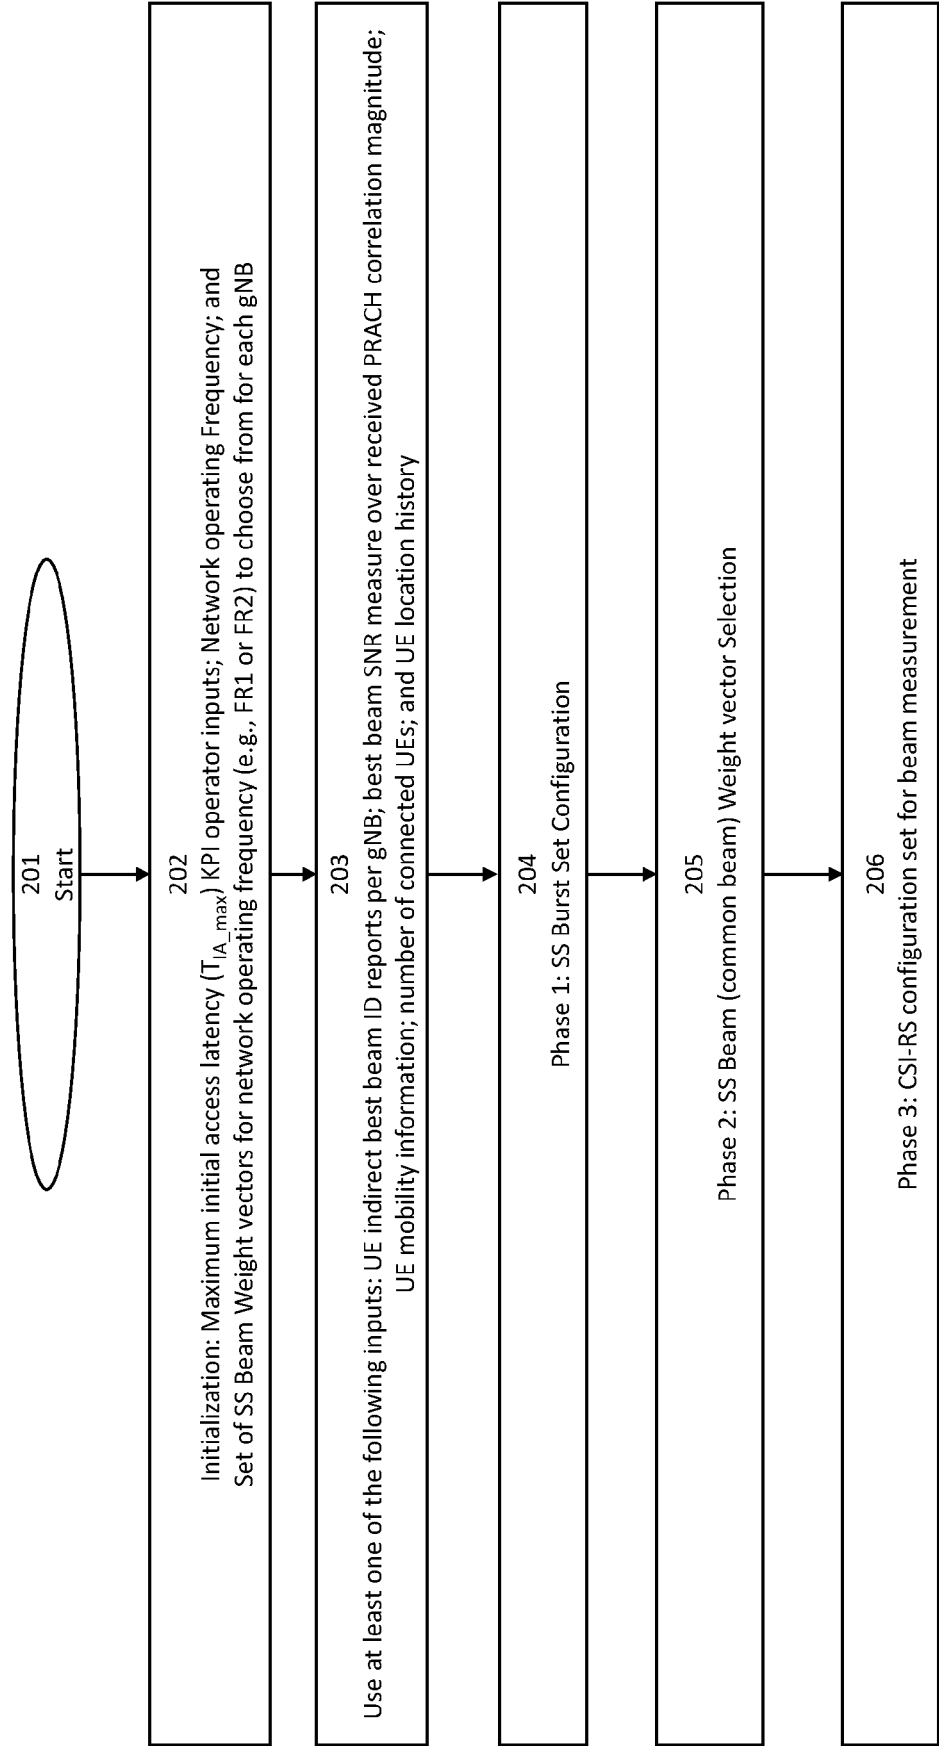 201
Start
202
Initialization: Maximum initial access latency (T_IA_max) KPI operator inputs; Network operating Frequency; and
Set of SS Beam Weight vectors for network operating frequency (e.g., FR1 or FR2) to choose from for each gNB
203
Use at least one of the following inputs: UE indirect best beam ID reports per gNB; best beam SNR measure over received PRACH correlation magnitude;
UE mobility information; number of connected UEs; and UE location history
204
Phase 1: SS Burst Set Configuration
205
Phase 2: SS Beam (common beam) Weight vector Selection
206
Phase 3: CSI-RS configuration set for beam measurement